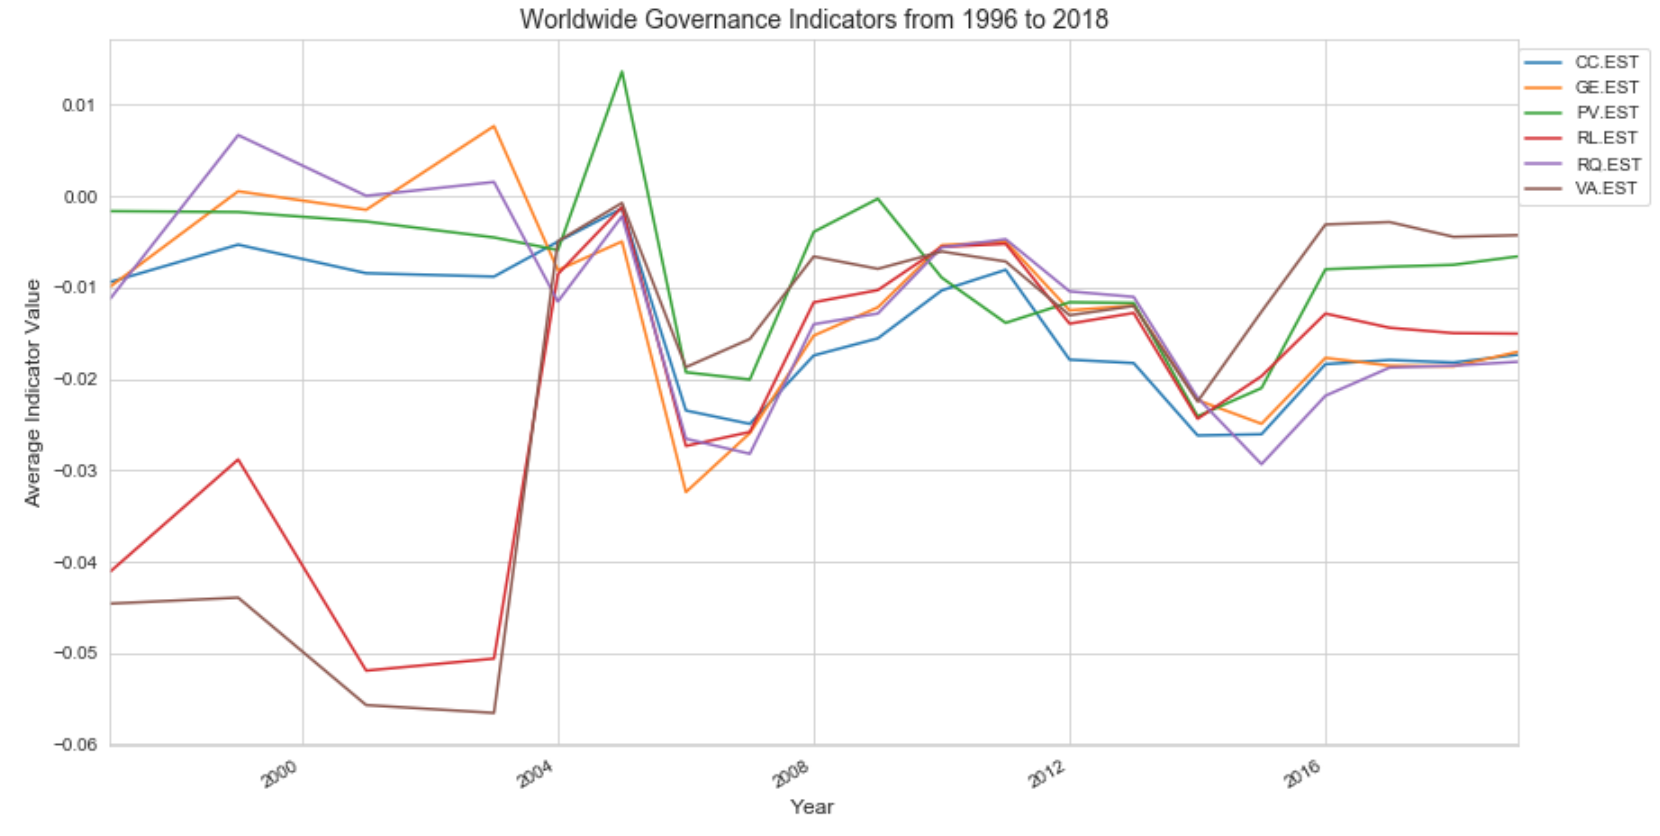 Worldwide Governance Indicators from 1996 to 2018
CC.EST
GE.EST
PV.EST
RL.EST
RQ.EST
VA.EST
Average Indicator Value
0.01
0.00
−0.01
−0.02
−0.03
−0.04
−0.05
−0.06
2000
2004
2008
2012
2016
Year